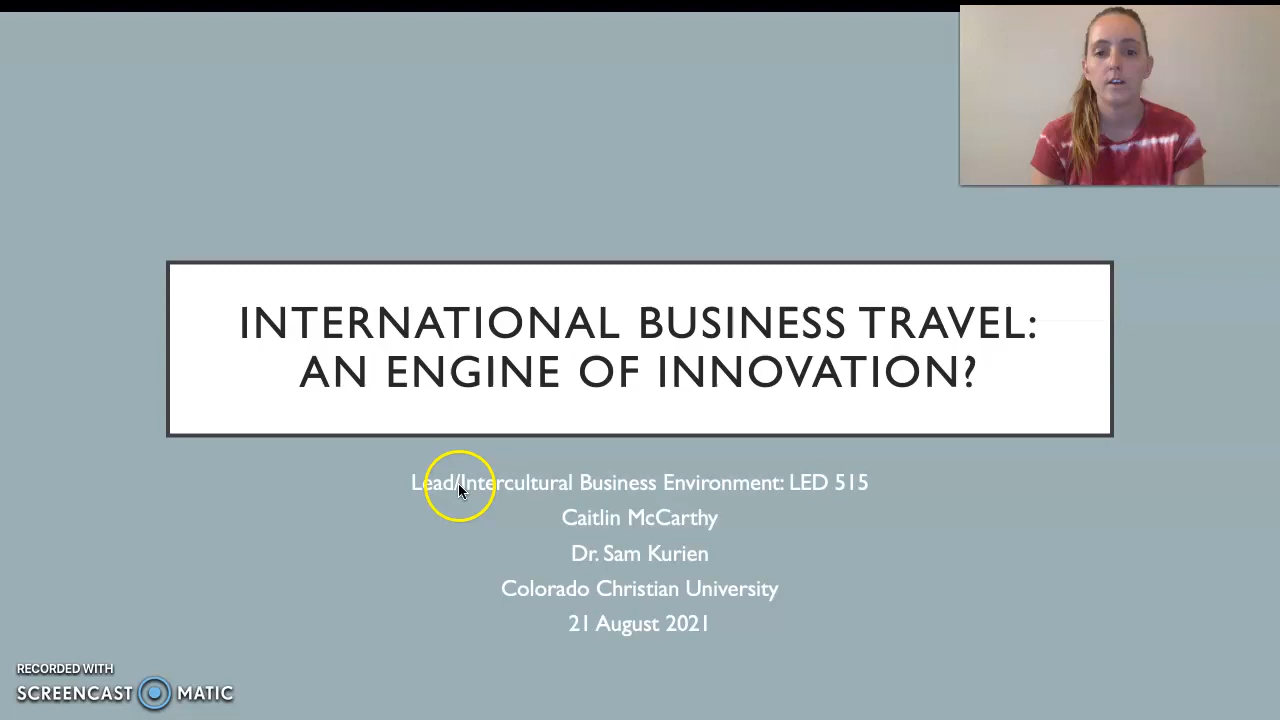 INTERNATIONAL BUSINESS TRAVEL:
AN ENGINE OF INNOVATION?
Lead/Intercultural Business Environment: LED 515
Caitlin McCarthy
Dr. Sam Kurien
Colorado Christian University
21 August 2021
RECORDED WITH
SCREENCAST MATIC